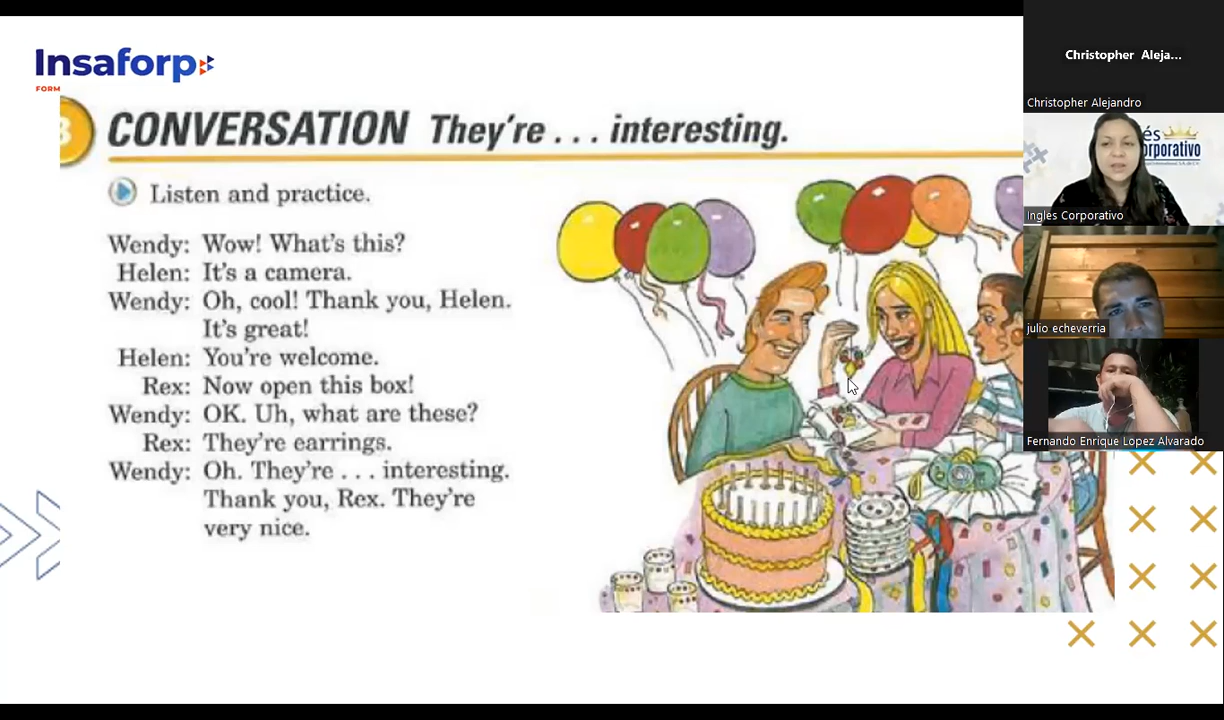 Insaforp
FORM
3 CONVERSATION They're . . . interesting.
Listen and practice.
Wendy: Wow! What's this?
Helen: It's a camera.
Wendy: Oh, cool! Thank you, Helen.
It's great!
Helen: You're welcome.
Rex: Now open this box!
Wendy: OK. Uh, what are these?
Rex: They're earrings.
Wendy: Oh. They're . . . interesting.
Thank you, Rex. They're
very nice.
Christopher Aleja...
Christopher Alejandro
és
orporativo
Ingles Corporativo
julio echeverria
Fernando Enrique Lopez Alvarado